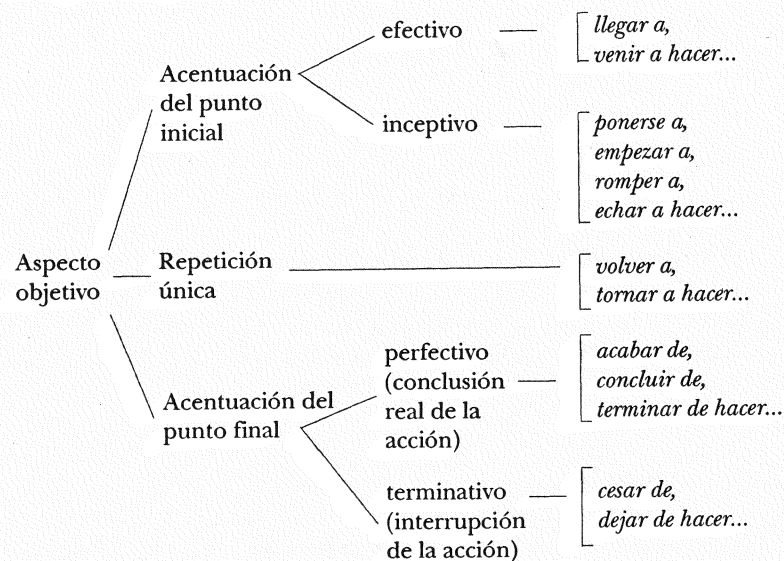 Aspecto
objetivo
Acentuación
del punto
inicial
efectivo
llegar a,
venir a hacer...
inceptivo
ponerse a,
empezar a,
romper a,
echar a hacer...
Repetición
única
volver a,
tornar a hacer...
Acentuación del
punto final
perfectivo
(conclusión
real de la
acción)
acabar de,
concluir de,
terminar de hacer...
terminativo
(interrupción
de la acción)
cesar de,
dejar de hacer...